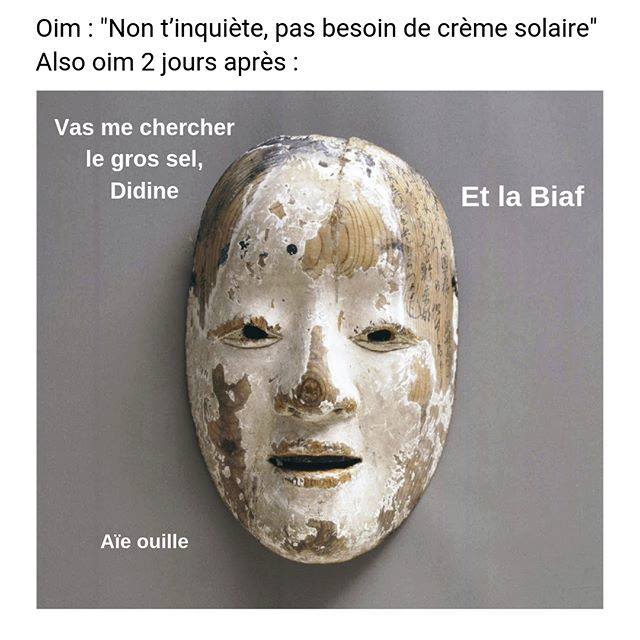 Oim : "Non t’inquiète, pas besoin de crème solaire"
Also oim 2 jours après :
Vas me chercher
le gros sel,
Didine
Et la Biaf
Aïe ouille